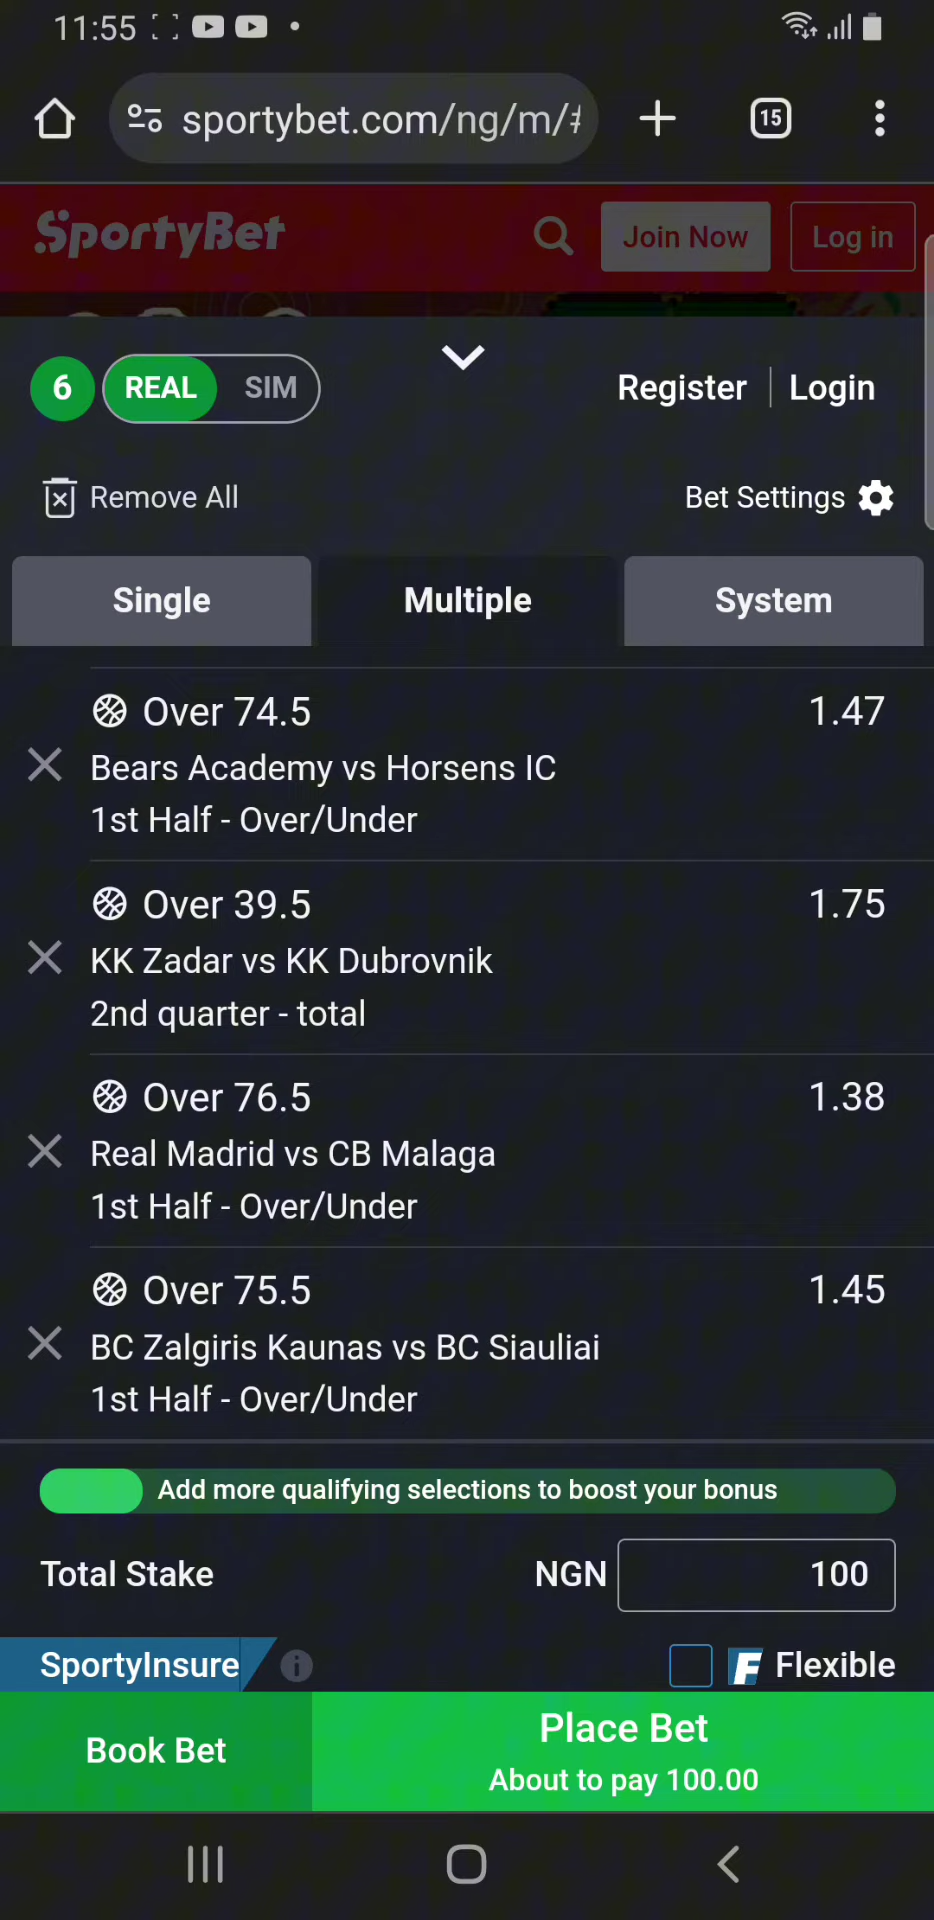 11:55
sportybet.com/ng/m/#
15
SportyBet
Join Now
Log in
6
REAL
SIM
Register
Login
Remove All
Bet Settings
Single
Multiple
System
Over 74.5
1.47
Bears Academy vs Horsens IC
1st Half - Over/Under
Over 39.5
1.75
KK Zadar vs KK Dubrovnik
2nd quarter - total
Over 76.5
1.38
Real Madrid vs CB Malaga
1st Half - Over/Under
Over 75.5
1.45
BC Zalgiris Kaunas vs BC Siauliai
1st Half - Over/Under
Add more qualifying selections to boost your bonus
Total Stake
NGN
100
SportyInsure
i
F Flexible
Book Bet
Place Bet
About to pay 100.00